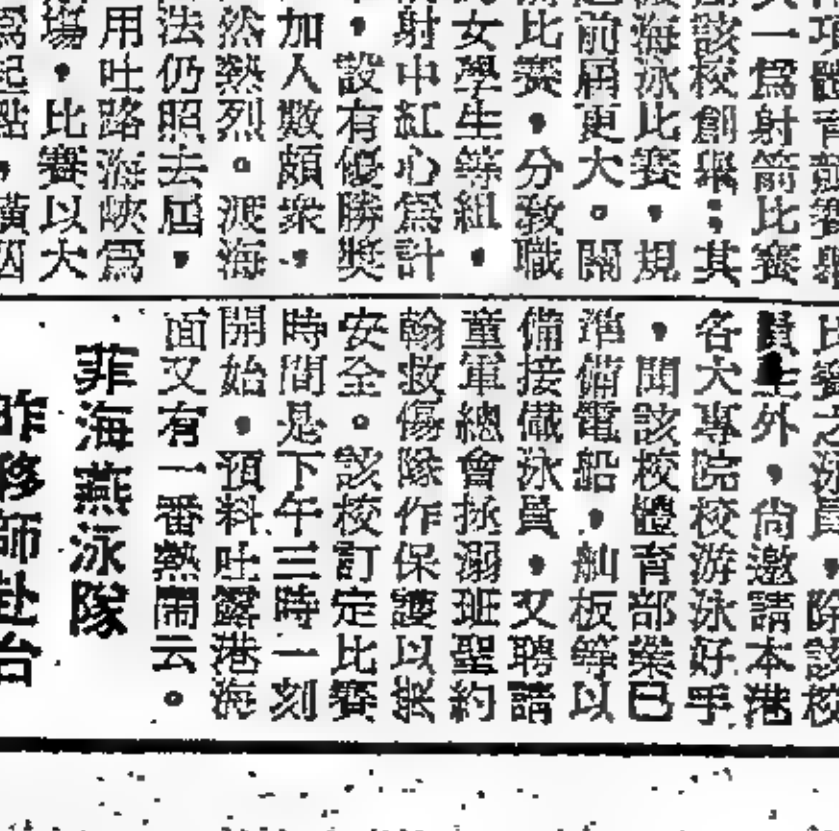 項體育競賽
一爲射箭比賽
該校創舉：其
海泳比賽，規
前屆更大。關
比賽，分教職
女學生等組，
射中紅心爲計
，設有優勝獎
加人數頗衆，
然熱烈。渡海
法仍照去屆，
用吐路海峽爲
場，比賽以大
爲起點，橫
比賽之泳員，除該校
員生外，尚邀請本港
各大專院校游泳好手
，聞該校體育部業已
準備電船，舢板等以
備接儎泳員，又聘請
童軍總會拯溺班聖約
翰救傷隊作保護以策
安全。該校訂定比賽
時間是下午三時一刻
開始，預料吐露港海
面又有一番熱鬧云。
菲海燕泳隊
昨移師赴台